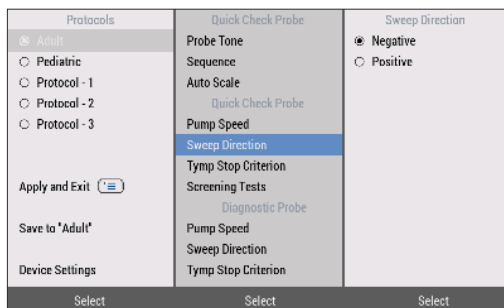 Protocols
Adult
Pediatric
Protocol - 1
Protocol - 2
Protocol - 3
Apply and Exit
Save to "Adult"
Device Settings
Select
Quick Check Probe
Probe Tone
Sequence
Auto Scale
Quick Check Probe
Pump Speed
Sweep Direction
Tymp Stop Criterion
Screening Tests
Diagnostic Probe
Pump Speed
Sweep Direction
Tymp Stop Criterion
Select
Sweep Direction
Negative
Positive
Select